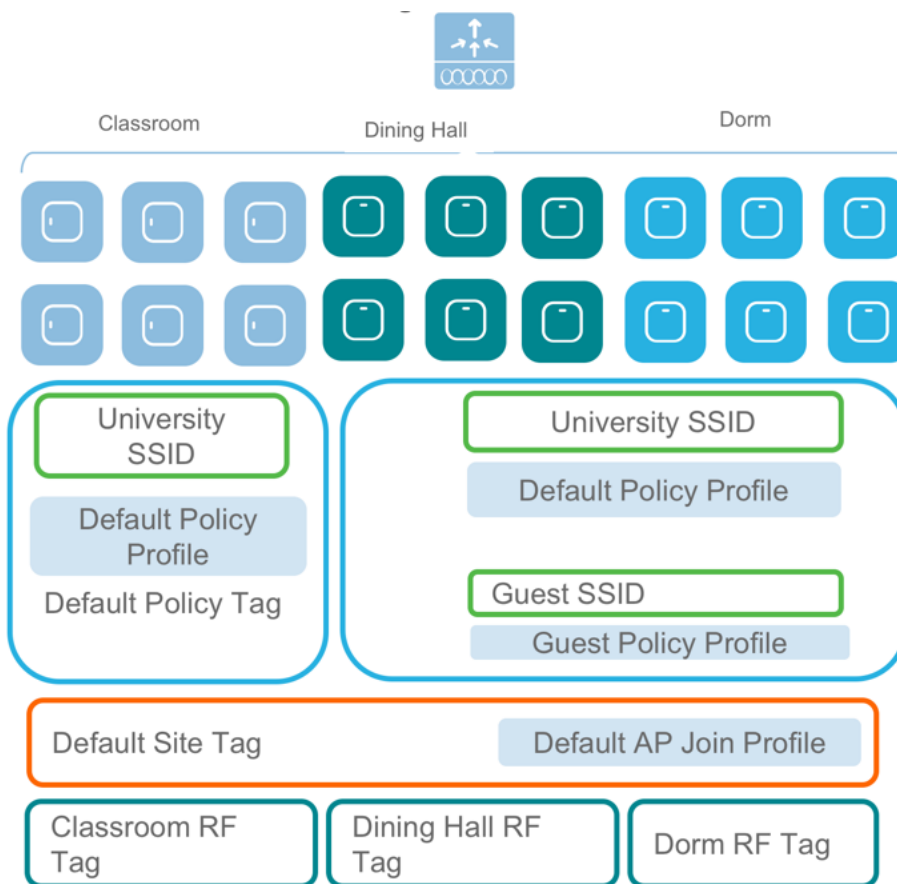 Classroom
Dining Hall
Dorm
University
SSID
Default Policy
Profile
Default Policy Tag
University SSID
Default Policy Profile
Guest SSID
Guest Policy Profile
Default Site Tag
Default AP Join Profile
Classroom RF
Tag
Dining Hall RF
Tag
Dorm RF Tag